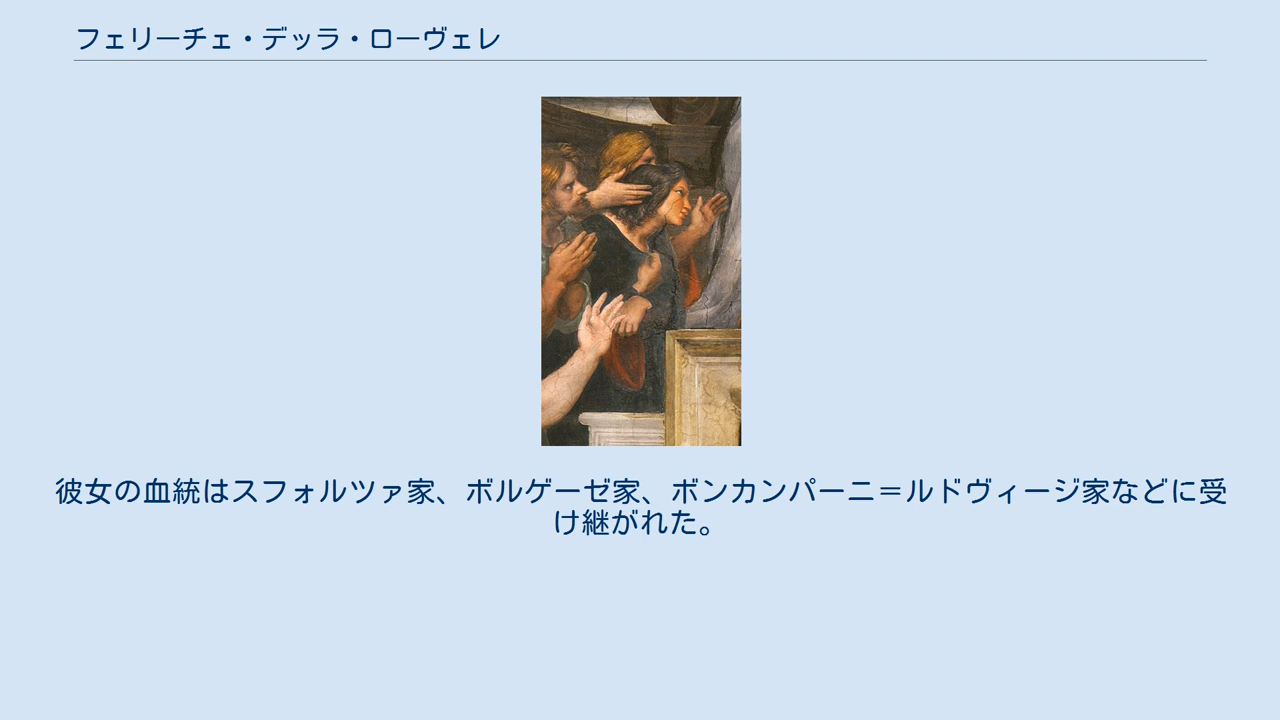 フェリーチェ・デッラ・ローヴェレ
彼女の血統はスフォルツァ家、ボルゲーゼ家、ボンカンパーニ＝ルドヴィージ家などに受
け継がれた。